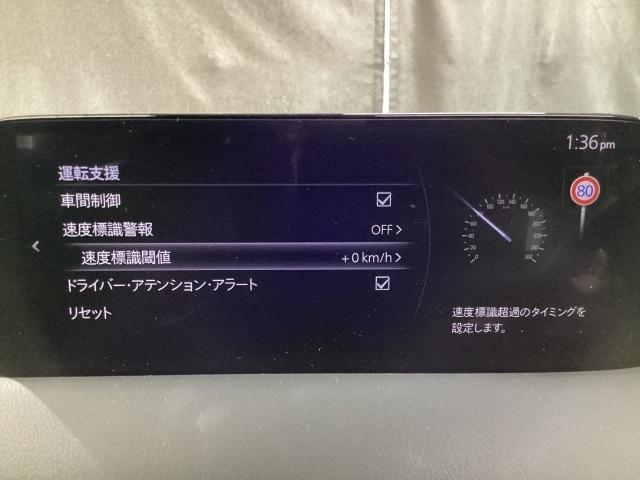 1:36 pm
運転支援
車間制御
速度標識警報 OFF
速度標識閾値 +0 km/h
ドライバー・アテンション・アラート
リセット
80
速度標識超過のタイミングを
設定します。